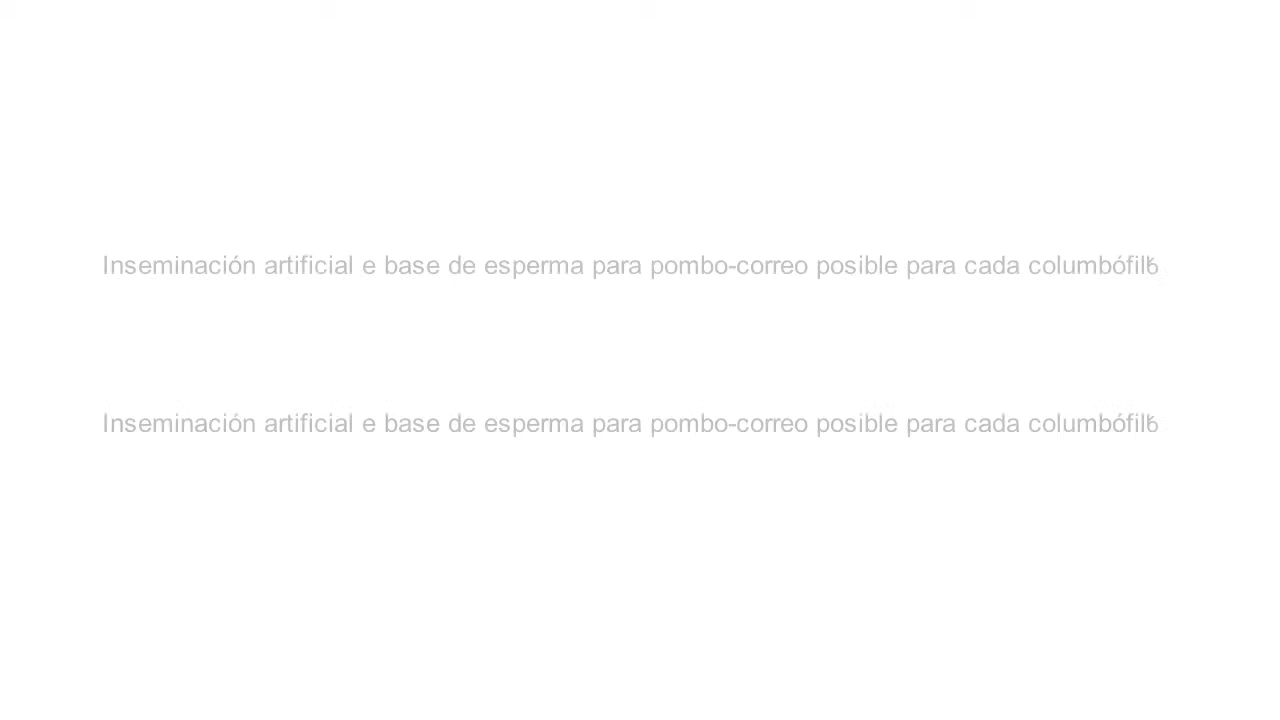 Inseminación artificial e base de esperma para pombo-correo posible para cada
Inseminación artificial e base de esperma para pombo-correo posible para cada